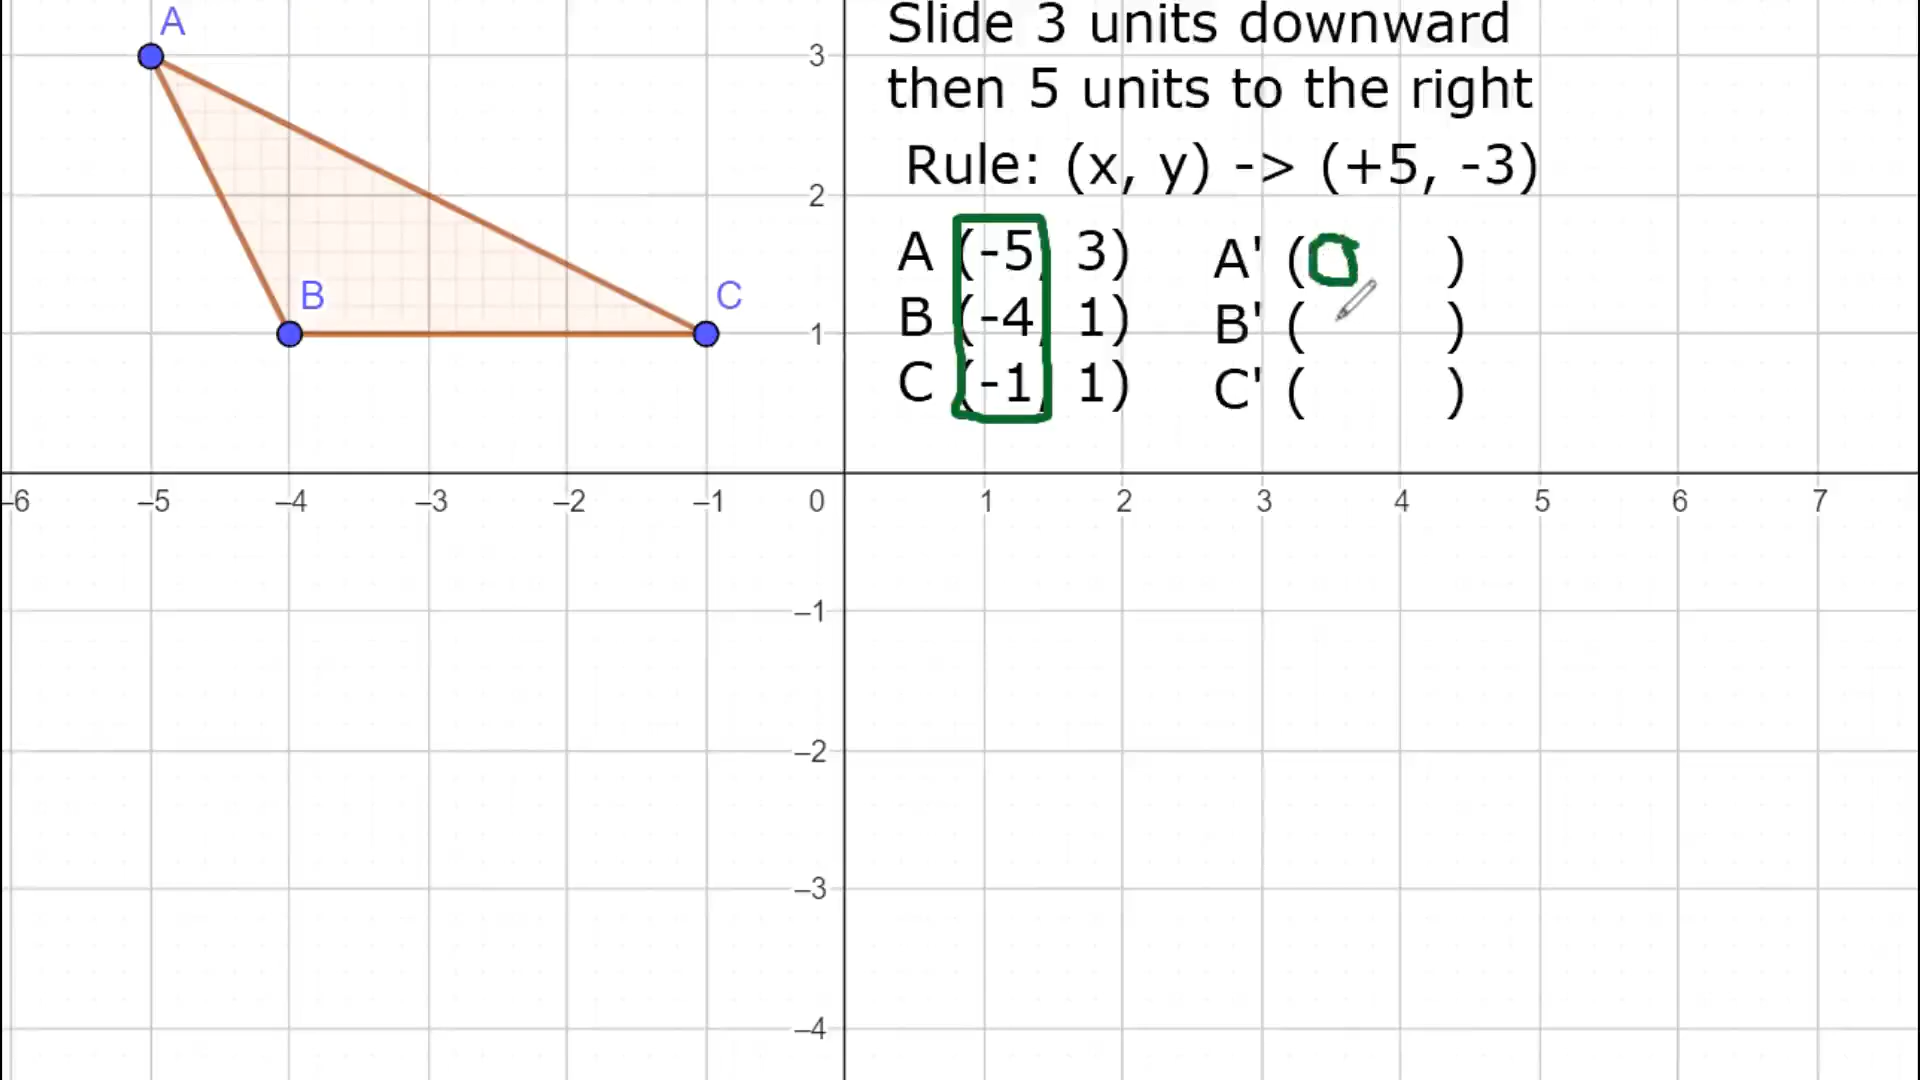 A
3
Slide 3 units downward
then 5 units to the right
Rule: (x, y) -> (+5, -3)
2
A (-5, 3) A' (0 )
B (-4, 1) B' ( )
C (-1, 1) C' ( )
B
C
1
–6 –5 –4 –3 –2 –1 0 1 2 3 4 5 6 7
–1
–2
–3
–4